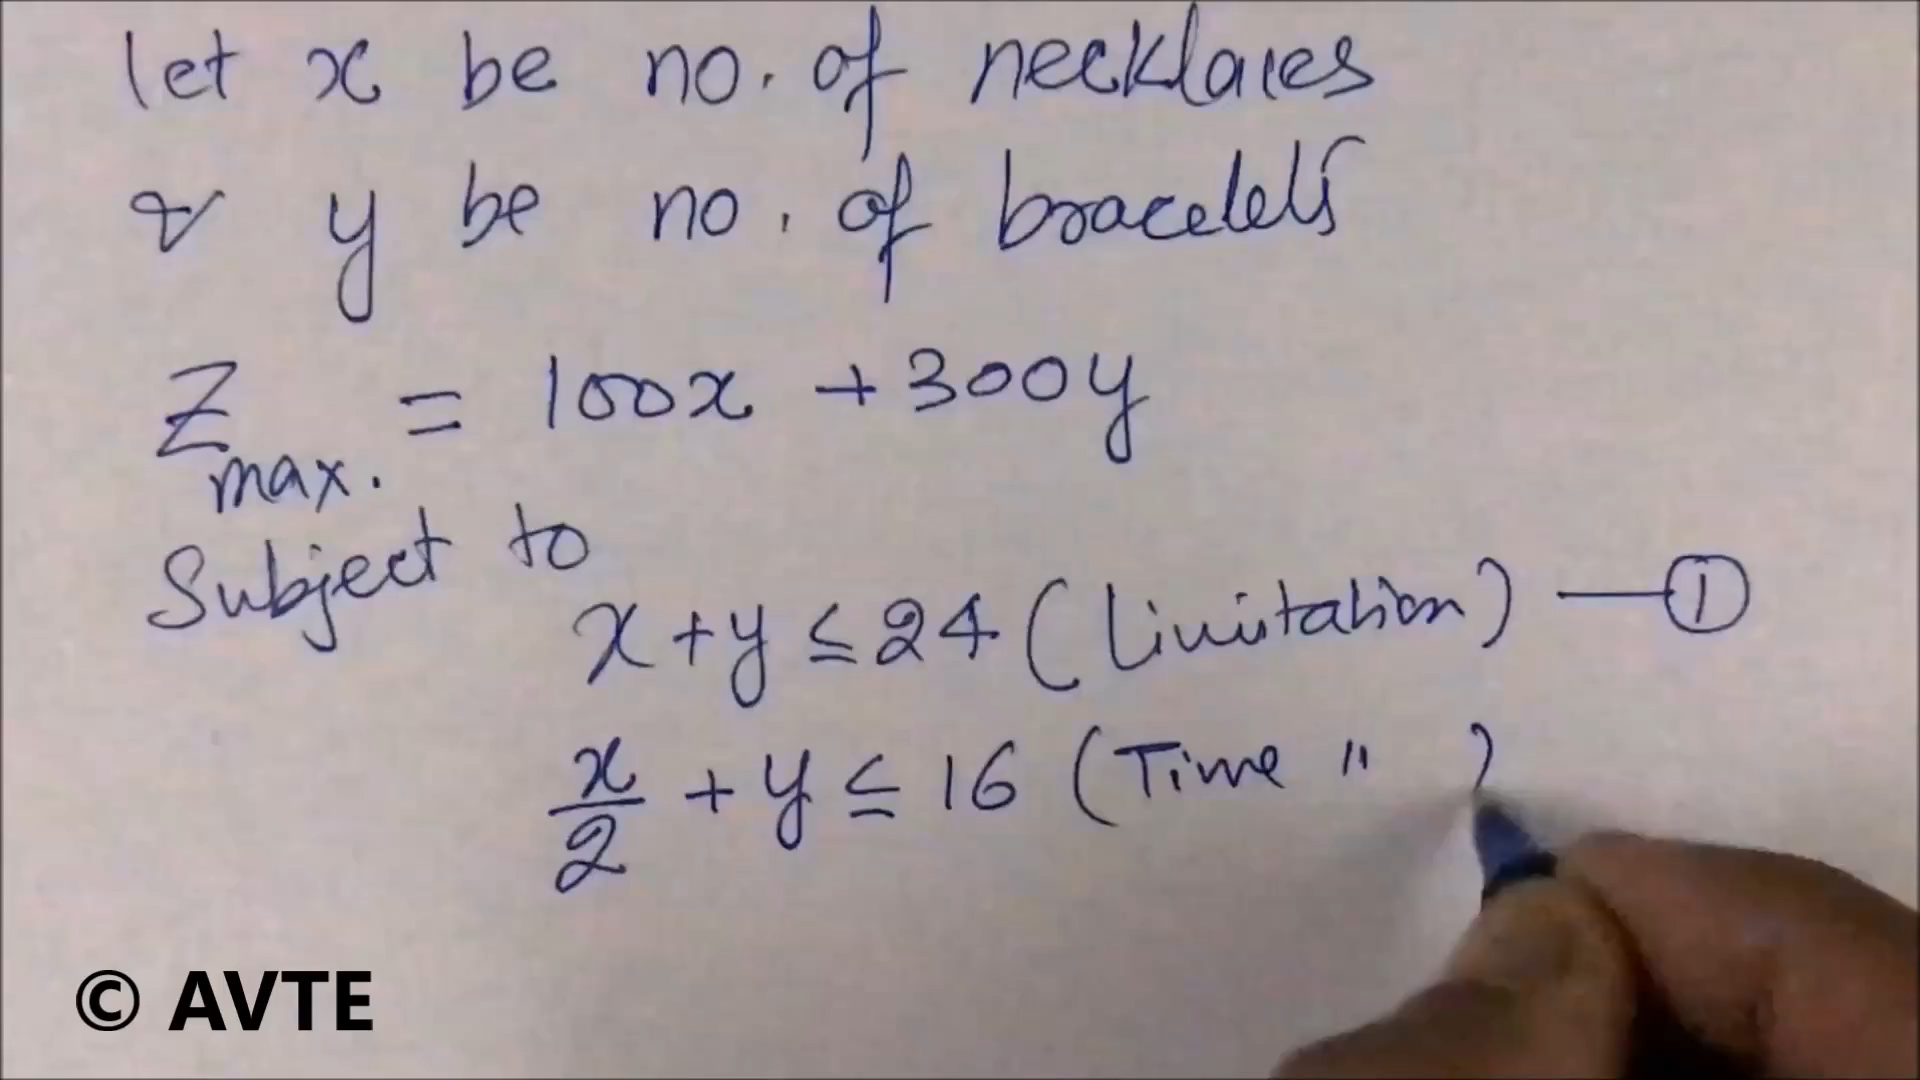 let x be no. of necklaces
& y be no. of bracelets
Z max. = 100x + 300y
Subject to
x + y ≤ 24 (limitation) — ①
x/2 + y ≤ 16 (Time " )
© AVTE